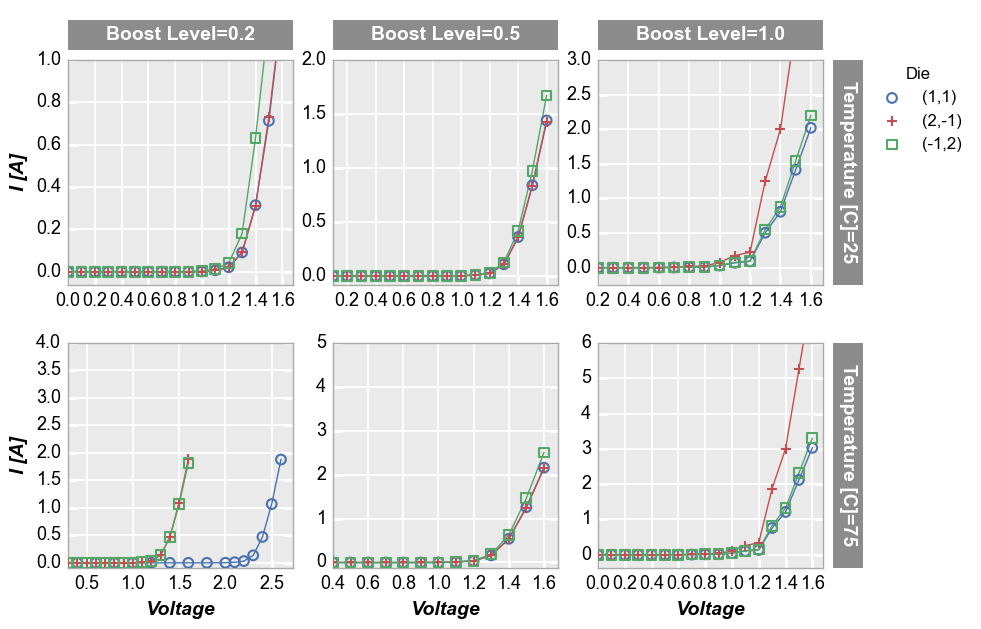 Boost Level=0.2 Boost Level=0.5 Boost Level=1.0
Die
(1,1)
(2,-1)
(-1,2)
I [A]
1.0
0.8
0.6
0.4
0.2
0.0
0.0 0.2 0.4 0.6 0.8 1.0 1.2 1.4 1.6
2.0
1.5
1.0
0.5
0.0
0.2 0.4 0.6 0.8 1.0 1.2 1.4 1.6
3.0
2.5
2.0
1.5
1.0
0.5
0.0
0.2 0.4 0.6 0.8 1.0 1.2 1.4 1.6
Temperature [C]=25
I [A]
4.0
3.5
3.0
2.5
2.0
1.5
1.0
0.5
0.0
0.5 1.0 1.5 2.0 2.5
Voltage
5
4
3
2
1
0
0.4 0.6 0.8 1.0 1.2 1.4 1.6
Voltage
6
5
4
3
2
1
0
0.0 0.2 0.4 0.6 0.8 1.0 1.2 1.4 1.6
Voltage
Temperature [C]=75